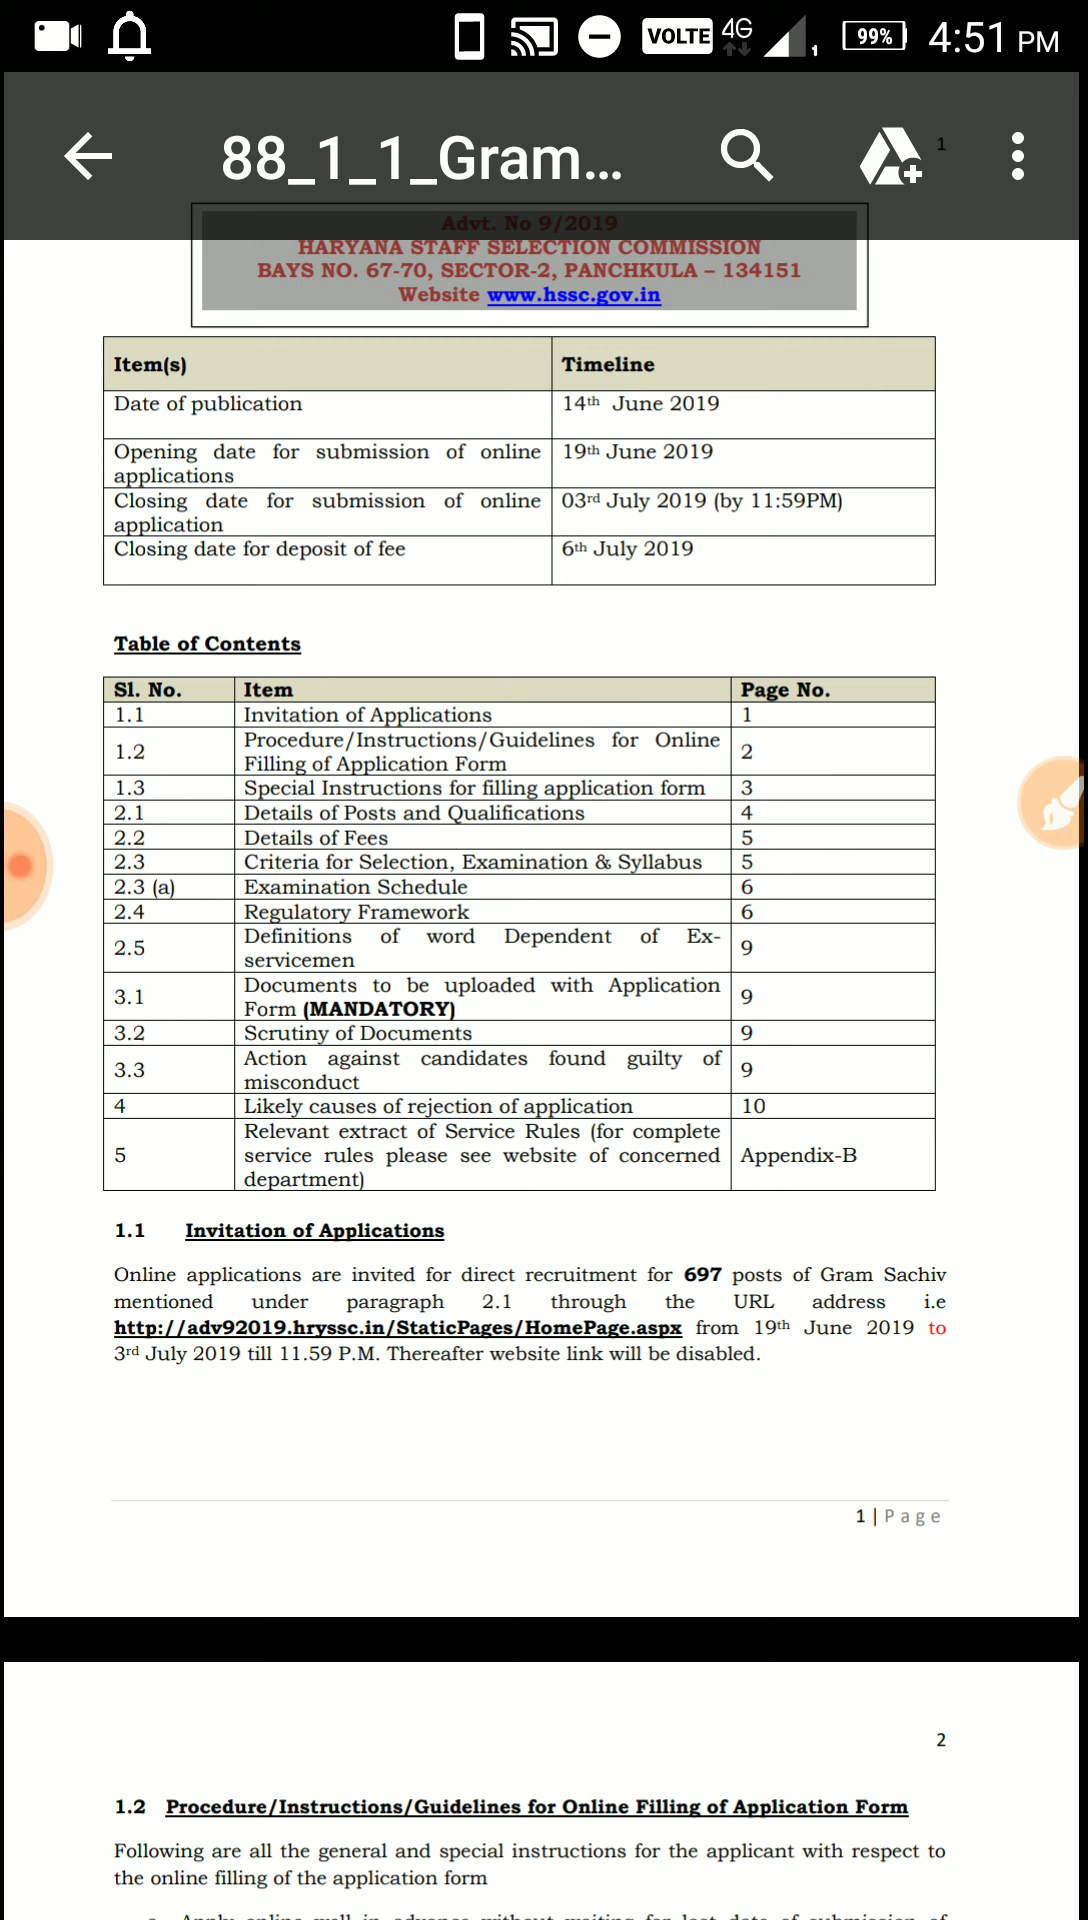 VOLTE 4G 1 99% 4:51 PM
88_1_1_Gram...
1
Advt. No 9/2019
HARYANA STAFF SELECTION COMMISSION
BAYS NO. 67-70, SECTOR-2, PANCHKULA – 134151
Website www.hssc.gov.in
Item(s) Timeline
Date of publication 14th June 2019
Opening date for submission of online 19th June 2019
applications
Closing date for submission of online 03rd July 2019 (by 11:59PM)
application
Closing date for deposit of fee 6th July 2019
Table of Contents
Sl. No. Item Page No.
1.1 Invitation of Applications 1
1.2 Procedure/Instructions/Guidelines for Online 2
Filling of Application Form
1.3 Special Instructions for filling application form 3
2.1 Details of Posts and Qualifications 4
2.2 Details of Fees 5
2.3 Criteria for Selection, Examination & Syllabus 5
2.3 (a) Examination Schedule 6
2.4 Regulatory Framework 6
2.5 Definitions of word Dependent of Ex- 9
servicemen
3.1 Documents to be uploaded with Application 9
Form (MANDATORY)
3.2 Scrutiny of Documents 9
3.3 Action against candidates found guilty of 9
misconduct
4 Likely causes of rejection of application 10
Relevant extract of Service Rules (for complete
5 service rules please see website of concerned Appendix-B
department)
1.1 Invitation of Applications
Online applications are invited for direct recruitment for 697 posts of Gram Sachiv
mentioned under paragraph 2.1 through the URL address i.e
http://adv92019.hryssc.in/StaticPages/HomePage.aspx from 19th June 2019 to
3rd July 2019 till 11.59 P.M. Thereafter website link will be disabled.
1 | Page
2
1.2 Procedure/Instructions/Guidelines for Online Filling of Application Form
Following are all the general and special instructions for the applicant with respect to
the online filling of the application form
Apply online well in advance without waiting for last date of submission of